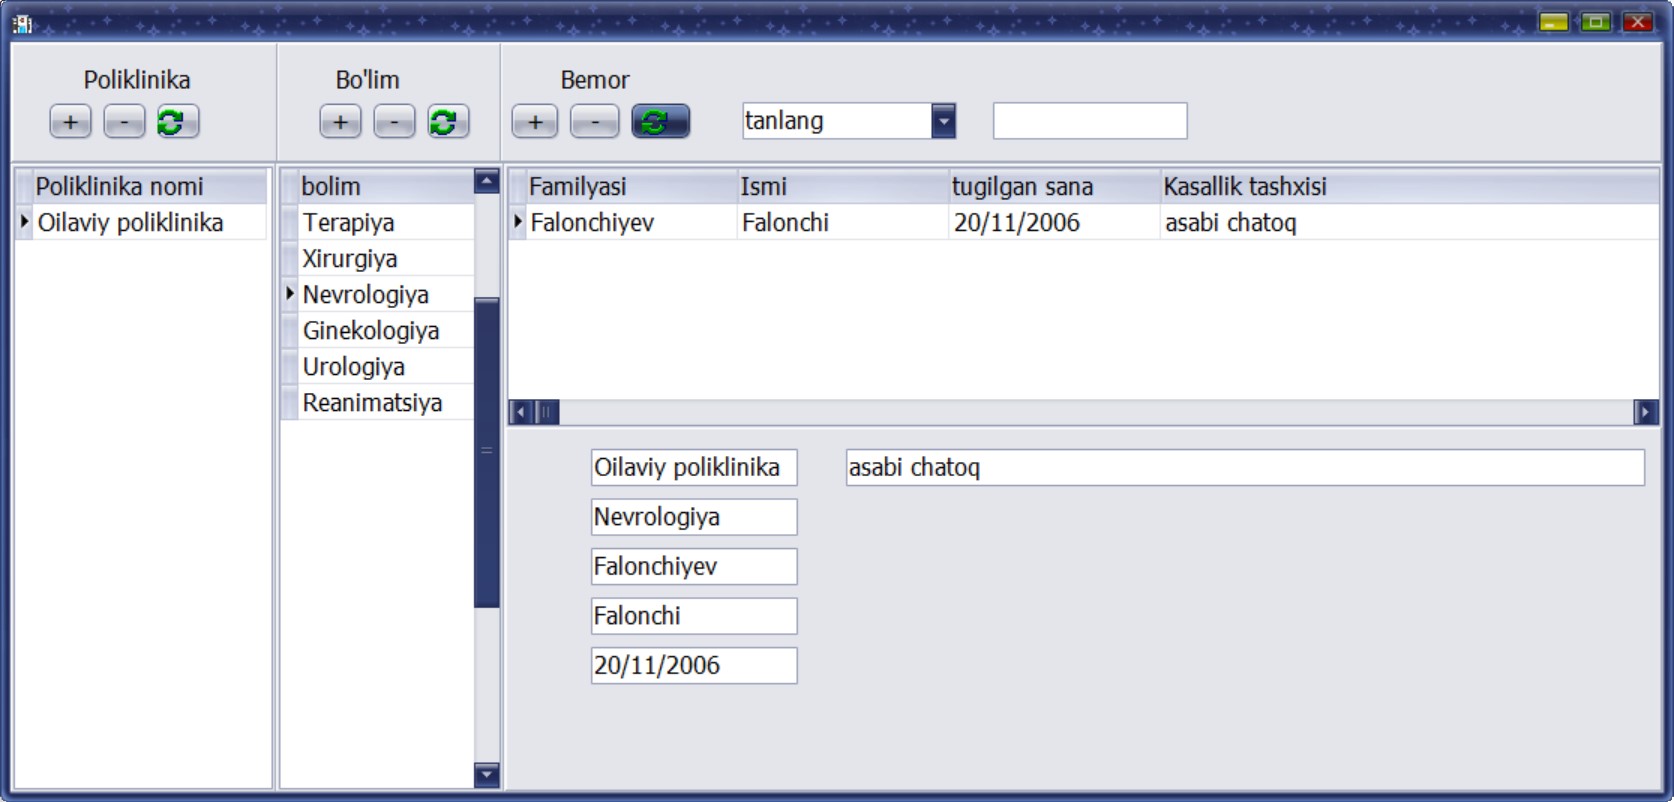 Poliklinika
+ -
Bo'lim
+ -
Bemor
+ -
tanlang
Poliklinika nomi
Oilaviy poliklinika
bolim
Terapiya
Xirurgiya
Nevrologiya
Ginekologiya
Urologiya
Reanimatsiya
Familyasi Ismi tugilgan sana Kasallik tashxisi
Falonchiyev Falonchi 20/11/2006 asabi chatoq
Oilaviy poliklinika asabi chatoq
Nevrologiya
Falonchiyev
Falonchi
20/11/2006